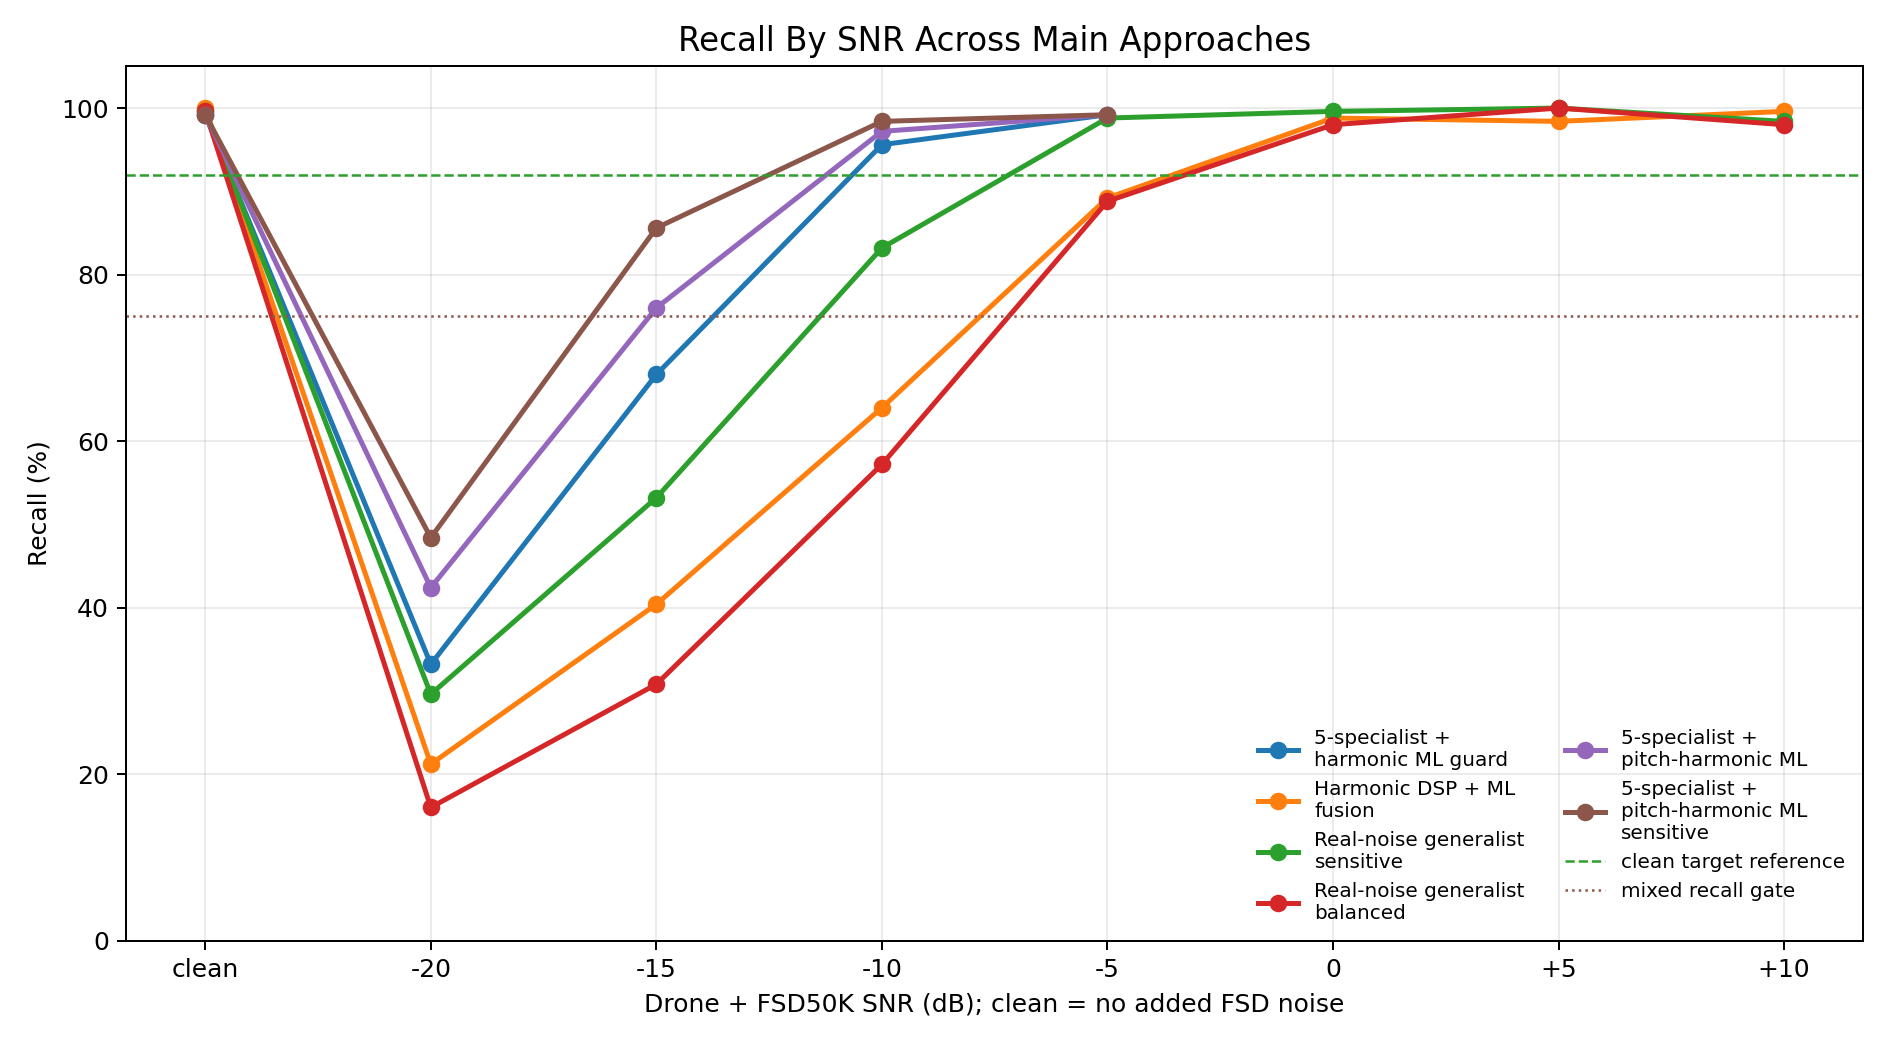 Recall By SNR Across Main Approaches
Recall (%)
100
80
60
40
20
0
clean
-20
-15
-10
-5
0
+5
+10
Drone + FSD50K SNR (dB); clean = no added FSD noise
5-specialist +
harmonic ML guard
Harmonic DSP + ML
fusion
Real-noise generalist
sensitive
Real-noise generalist
balanced
5-specialist +
pitch-harmonic ML
5-specialist +
pitch-harmonic ML
sensitive
clean target reference
mixed recall gate